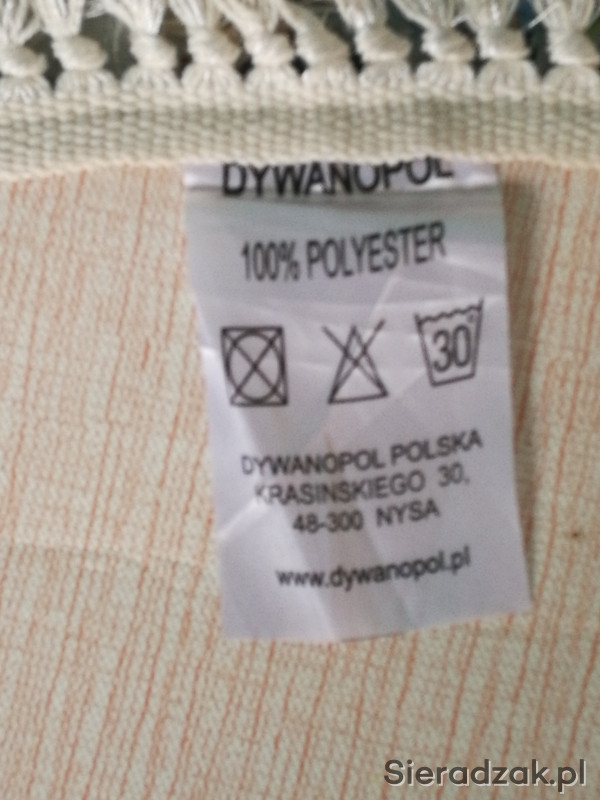 DYWANOPOL
100% POLYESTER
30°
DYWANOPOL POLSKA
KRASINSKIEGO 30,
48-300 NYSA
www.dywanopol.pl
Sieradzak.pl